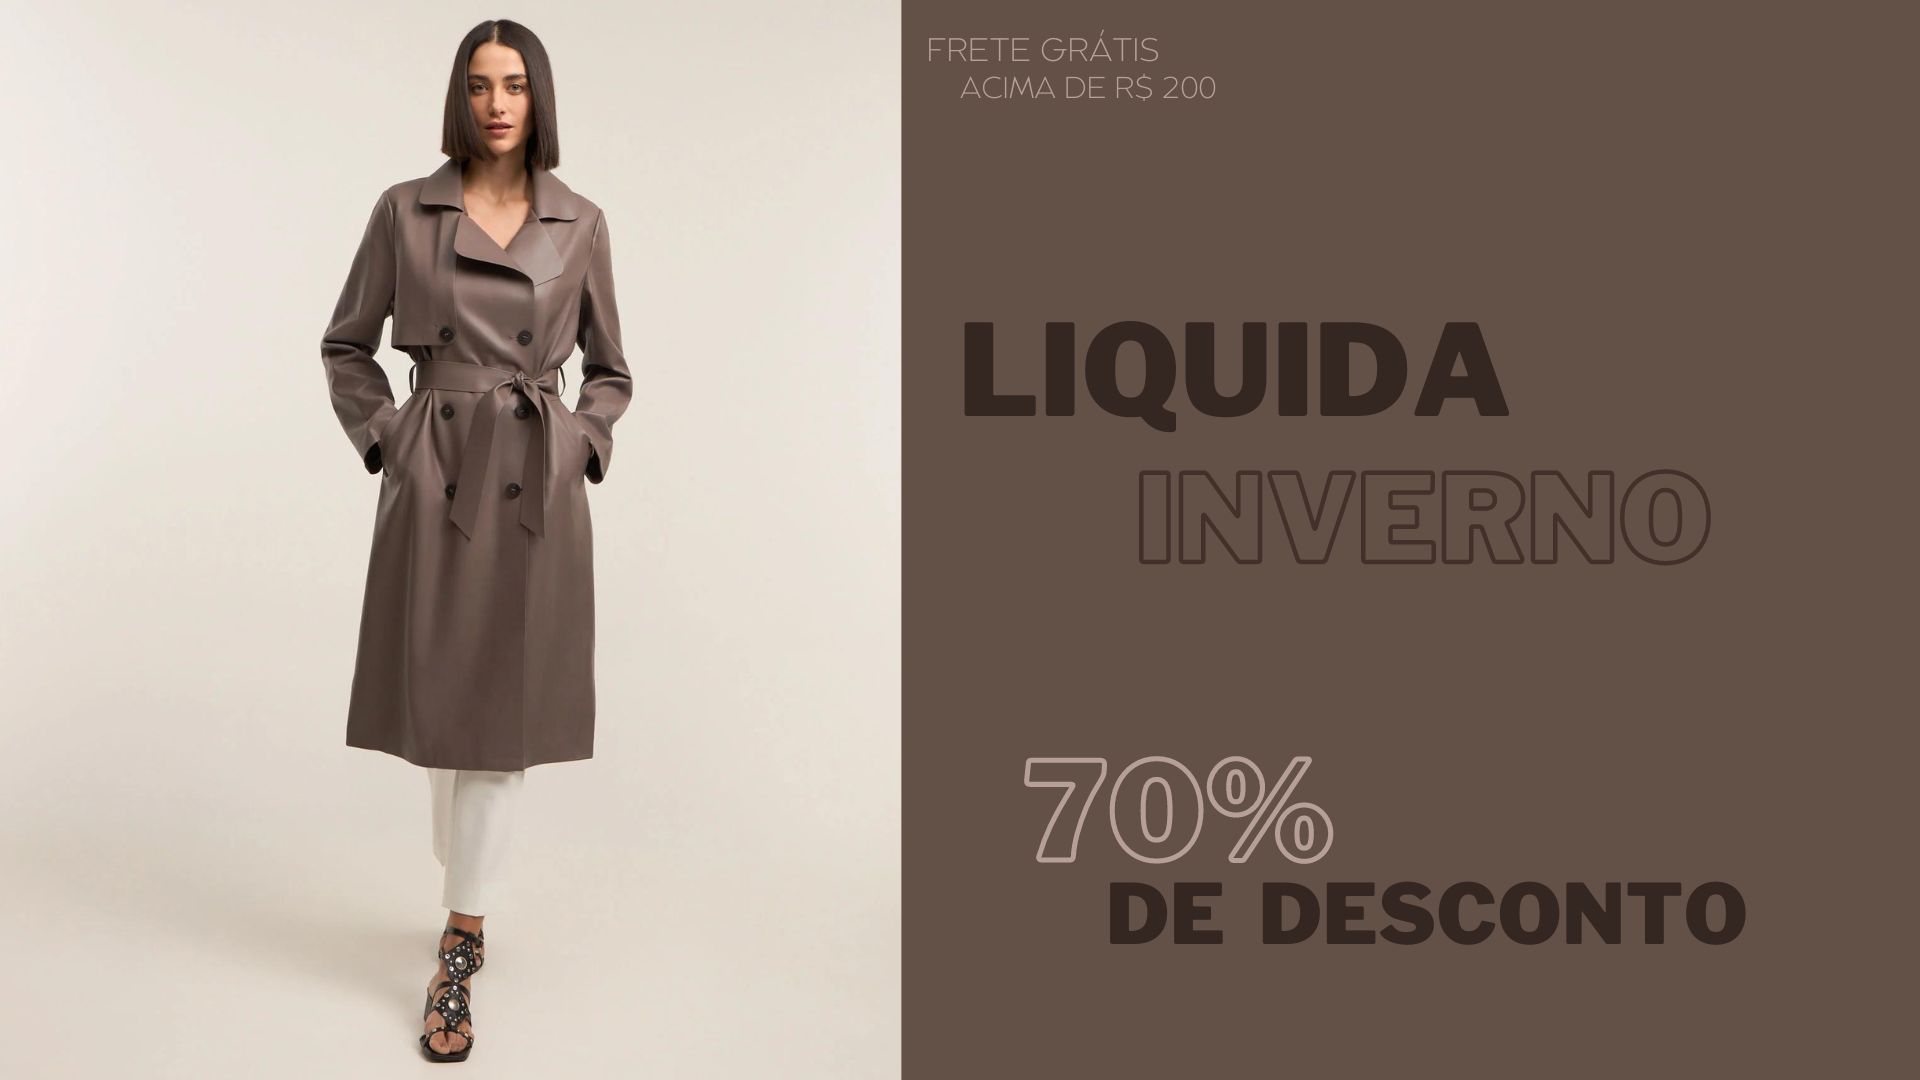 FRETE GRÁTIS
ACIMA DE R$ 200
LIQUIDA
INVERNO
70%
DE DESCONTO